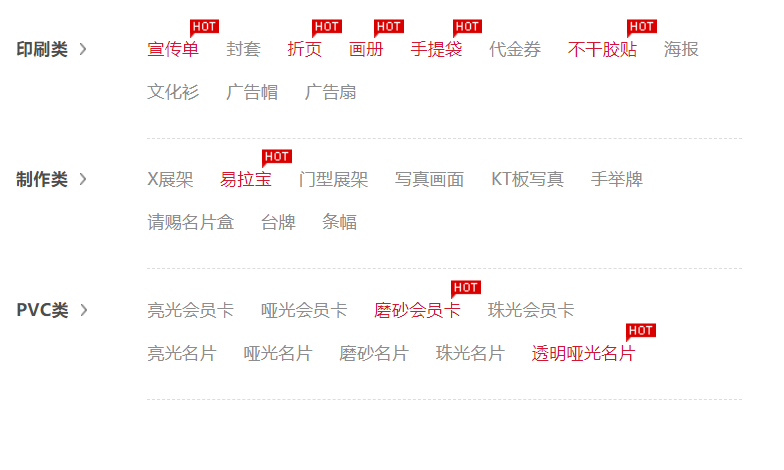 HOT HOT HOT HOT HOT
印刷类 > 宣传单 封套 折页 画册 手提袋 代金券 不干胶贴 海报
文化衫 广告帽 广告扇
HOT
制作类 > X展架 易拉宝 门型展架 写真画面 KT板写真 手举牌
请赐名片盒 台牌 条幅
HOT
PVC类 > 亮光会员卡 哑光会员卡 磨砂会员卡 珠光会员卡
HOT
亮光名片 哑光名片 磨砂名片 珠光名片 透明哑光名片